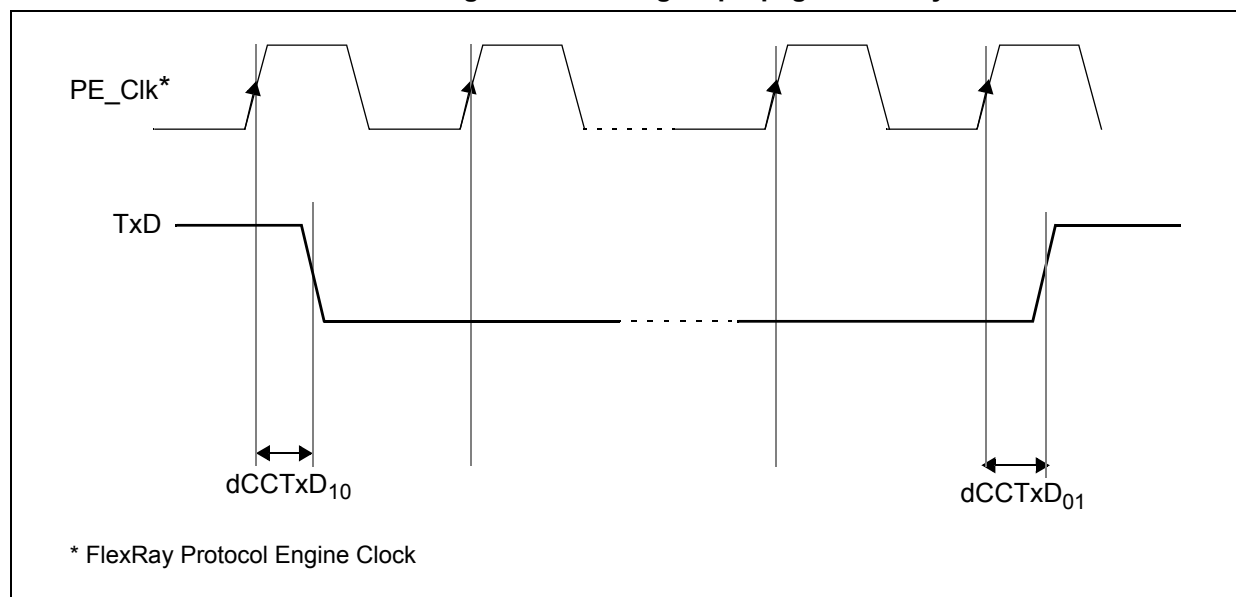 PE_Clk*
TxD
dCCTxD10
dCCTxD01
* FlexRay Protocol Engine Clock